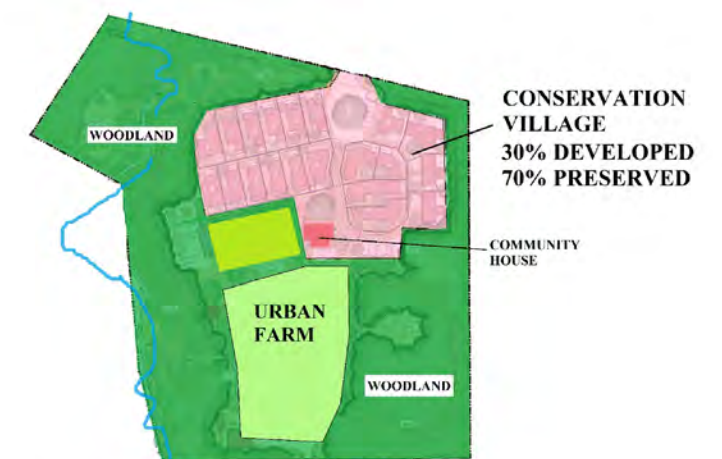 WOODLAND
CONSERVATION
VILLAGE
30% DEVELOPED
70% PRESERVED
COMMUNITY
HOUSE
URBAN
FARM
WOODLAND